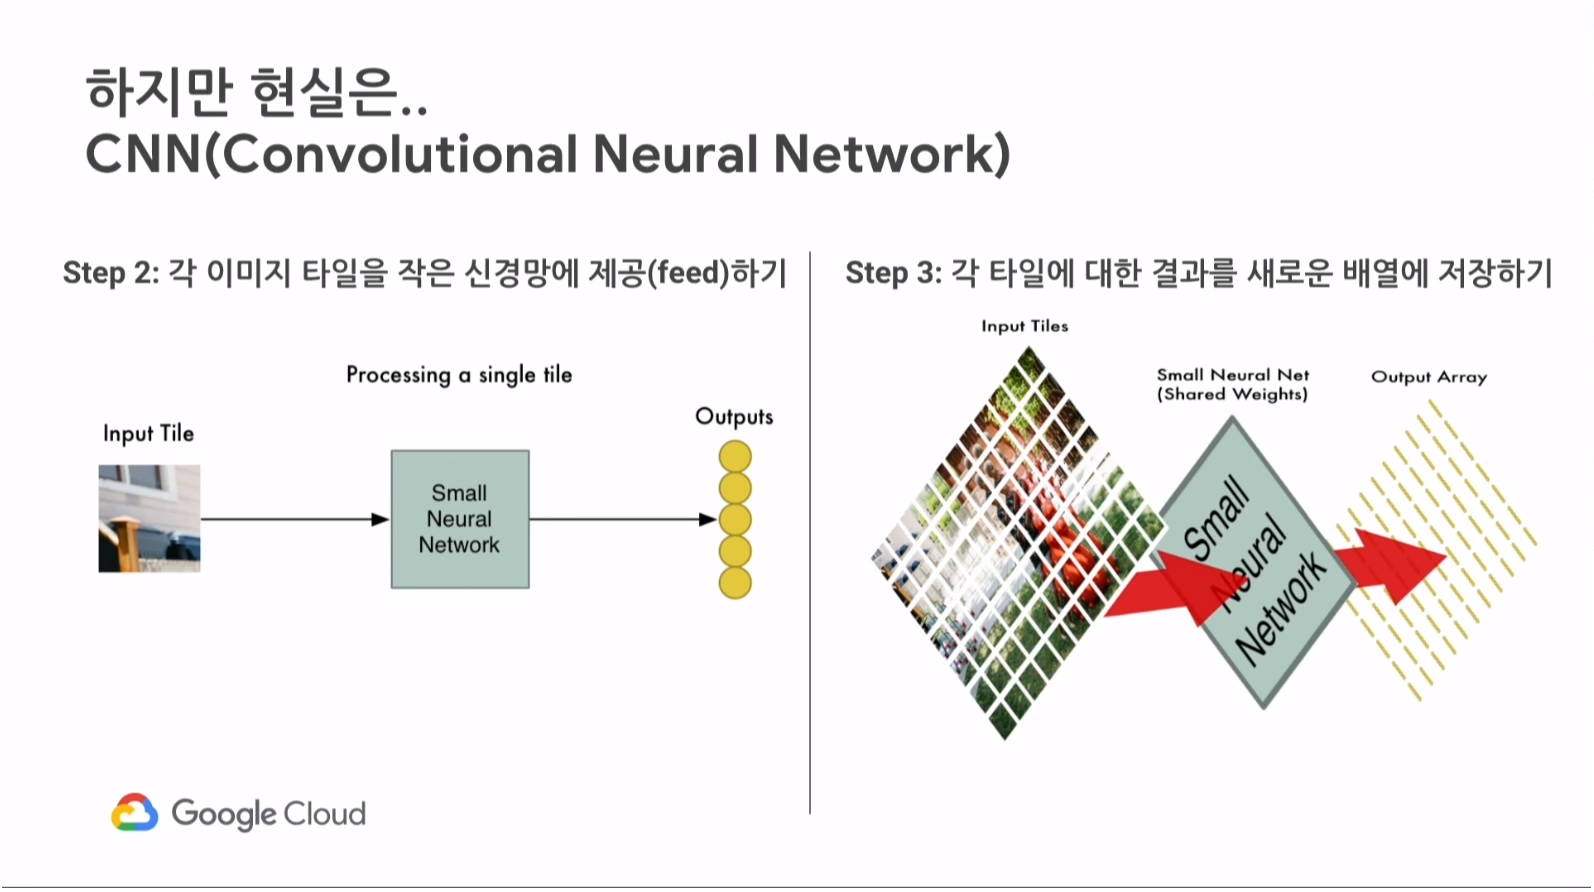 하지만 현실은..
CNN(Convolutional Neural Network)
Step 2: 각 이미지 타일을 작은 신경망에 제공(feed)하기
Processing a single tile
Input Tile
Small
Neural
Network
Outputs
Step 3: 각 타일에 대한 결과를 새로운 배열에 저장하기
Input Tiles
Small Neural Net
(Shared Weights)
Output Array
Small
Neural
Network
Google Cloud